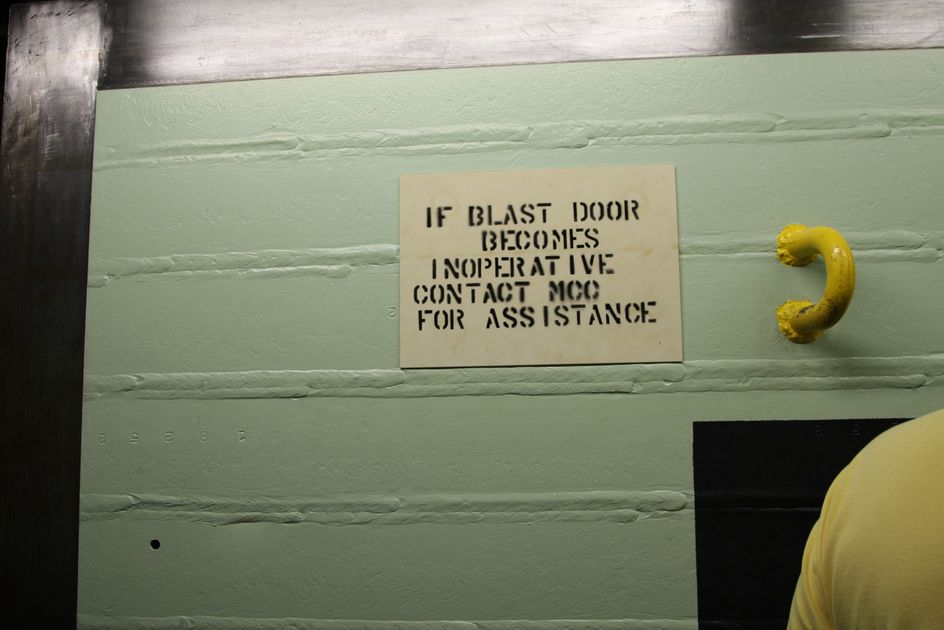 IF BLAST DOOR
BECOMES
INOPERATIVE
CONTACT MCC
FOR ASSISTANCE